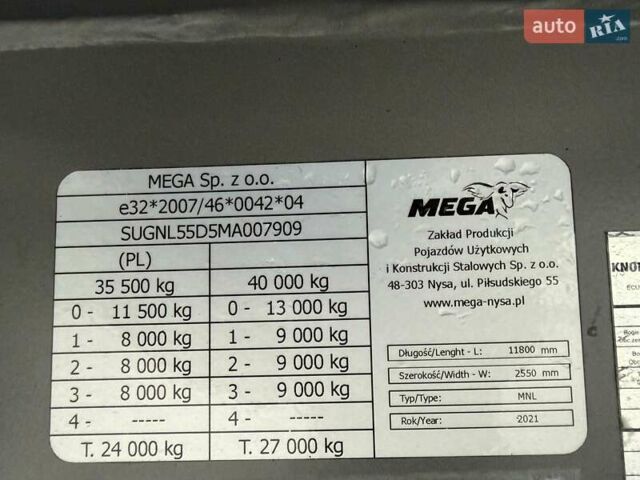 auto RIA.com
MEGA Sp. z o.o.
e32*2007/46*0042*04
SUGNL55D5MA007909
(PL)
35 500 kg 40 000 kg
0 - 11 500 kg 0 - 13 000 kg
1 - 8 000 kg 1 - 9 000 kg
2 - 8 000 kg 2 - 9 000 kg
3 - 8 000 kg 3 - 9 000 kg
4 - ----- 4 - -----
T. 24 000 kg T. 27 000 kg
MEGA
Zakład Produkcji
Pojazdów Użytkowych
i Konstrukcji Stalowych Sp. z o.o.
48-303 Nysa, ul. Piłsudskiego 55
www.mega-nysa.pl
Długość/Lenght - L: 11800 mm
Szerokość/Width - W: 2550 mm
Typ/Type: MNL
Rok/Year: 2021